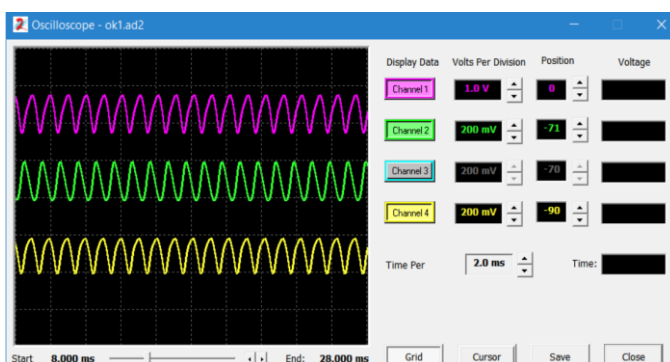 Oscilloscope - ok1.ad2
Display Data Volts Per Division Position Voltage
Channel 1 1.0 V 0
Channel 2 200 mV -71
Channel 3 200 mV -70
Channel 4 200 mV -90
Time Per 2.0 ms Time:
Start 8.000 ms End: 28.000 ms Grid Cursor Save Close